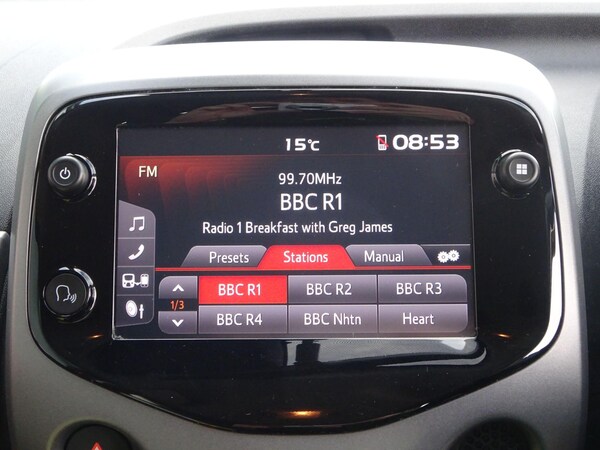 15°C 08:53
FM
99.70MHz
BBC R1
Radio 1 Breakfast with Greg James
Presets Stations Manual
BBC R1 BBC R2 BBC R3
1/3
BBC R4 BBC Nhtn Heart